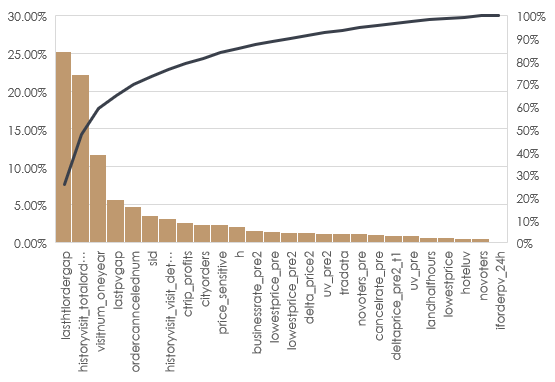 30.00%
25.00%
20.00%
15.00%
10.00%
5.00%
0.00%
100%
90%
80%
70%
60%
50%
40%
30%
20%
10%
0%
lasthtlordergap
historyvisit_totalord…
visitnum_oneyear
lastpvgap
ordercanncelednum
sid
historyvisit_visit_det…
ctrip_profits
cityorders
price_sensitive
h
businessrate_pre2
lowestprice_pre
lowestprice_pre2
delta_price2
uv_pre2
tradata
novoters_pre
cancelrate_pre
deltaprice_pre2_t1
uv_pre
landhalfhours
lowestprice
hoteluv
novoters
iforderpv_24h